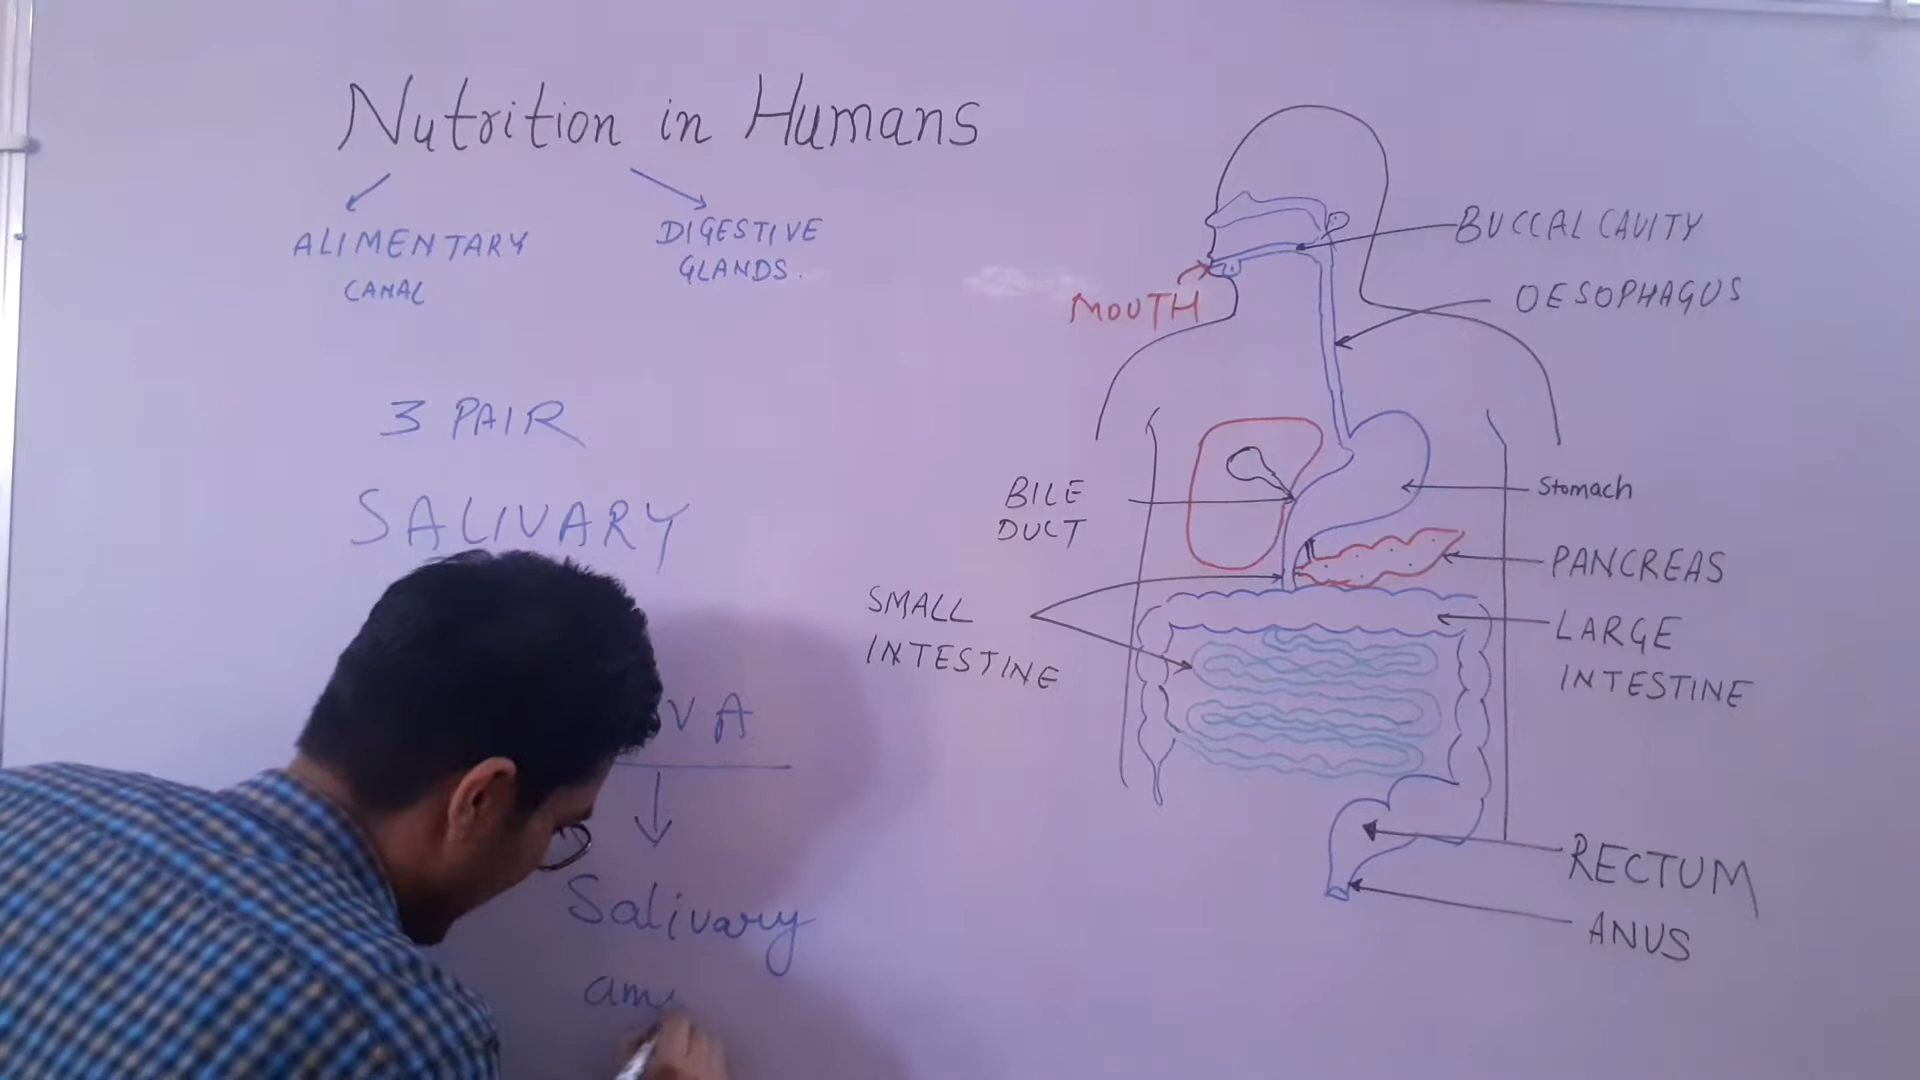 Nutrition in Humans
ALIMENTARY
CANAL
DIGESTIVE
GLANDS.
3 PAIR
SALIVARY
VA
Salivary
amy
MOUTH
BUCCAL CAVITY
OESOPHAGUS
BILE
DUCT
Stomach
PANCREAS
SMALL
INTESTINE
LARGE
INTESTINE
RECTUM
ANUS